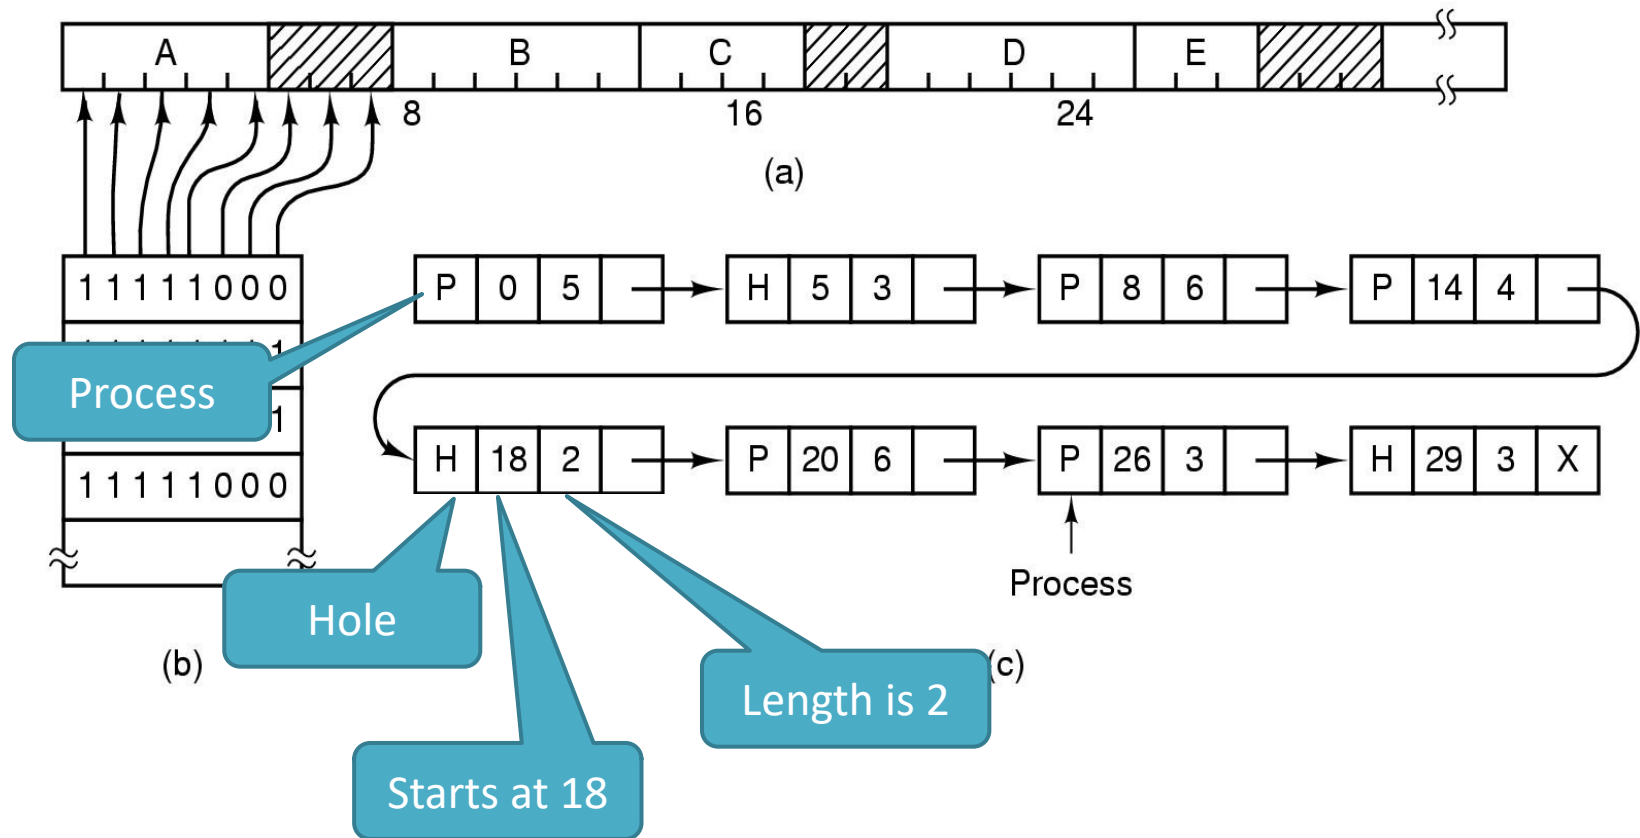 A B C D E
8 16 24
(a)
1 1 1 1 1 0 0 0
P 0 5
H 5 3
P 8 6
P 14 4
1
Process
1
1 1 1 1 1 0 0 0
H 18 2
P 20 6
P 26 3
H 29 3 X
Process
Hole
(b)
Length is 2
(c)
Starts at 18